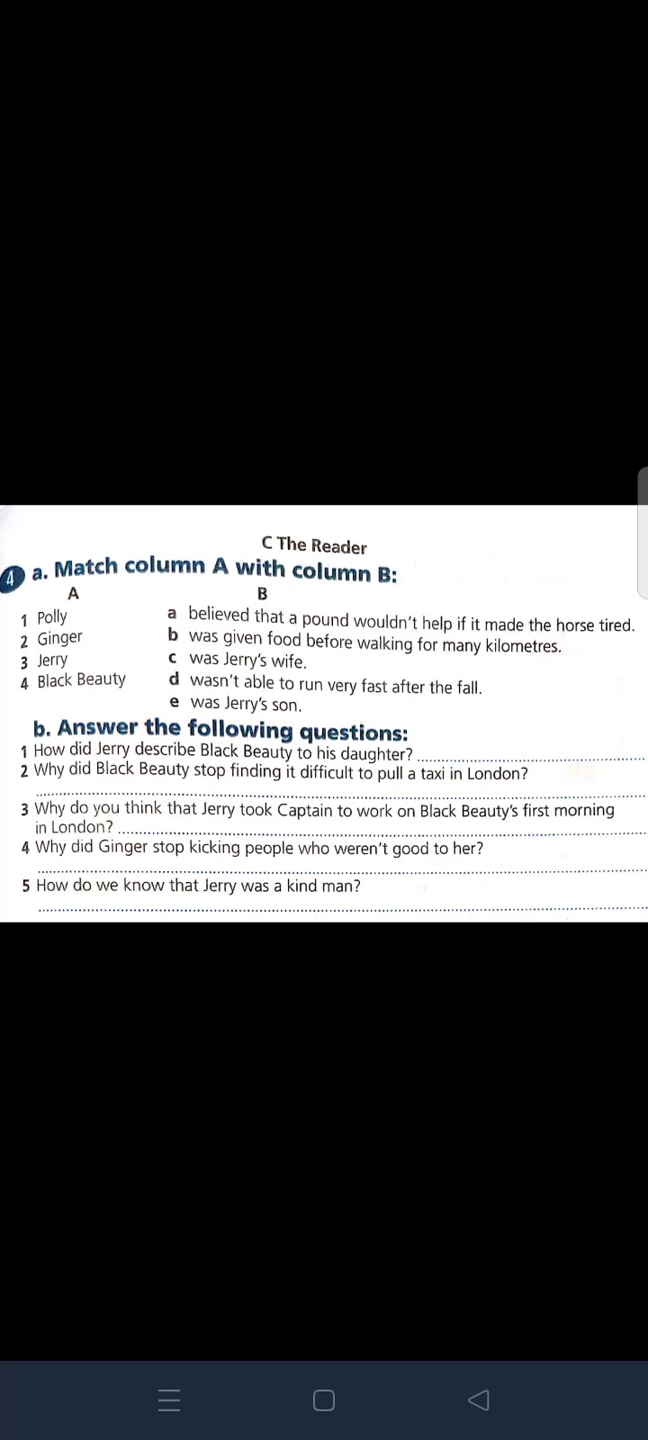 C The Reader
4 a. Match column A with column B:
A B
1 Polly a believed that a pound wouldn't help if it made the horse tired.
2 Ginger b was given food before walking for many kilometres.
3 Jerry c was Jerry's wife.
4 Black Beauty d wasn't able to run very fast after the fall.
e was Jerry's son.
b. Answer the following questions:
1 How did Jerry describe Black Beauty to his daughter?
2 Why did Black Beauty stop finding it difficult to pull a taxi in London?
3 Why do you think that Jerry took Captain to work on Black Beauty's first morning
in London?
4 Why did Ginger stop kicking people who weren't good to her?
5 How do we know that Jerry was a kind man?